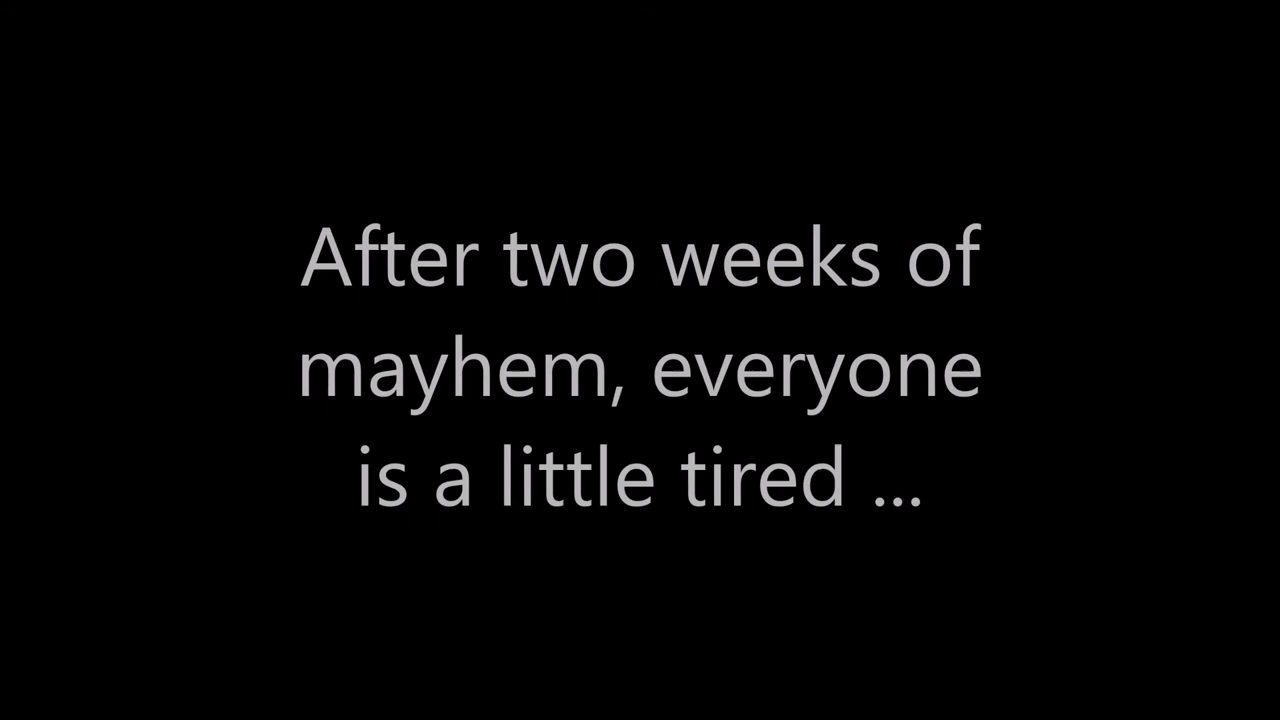 After two weeks of
mayhem, everyone
is a little tired ...